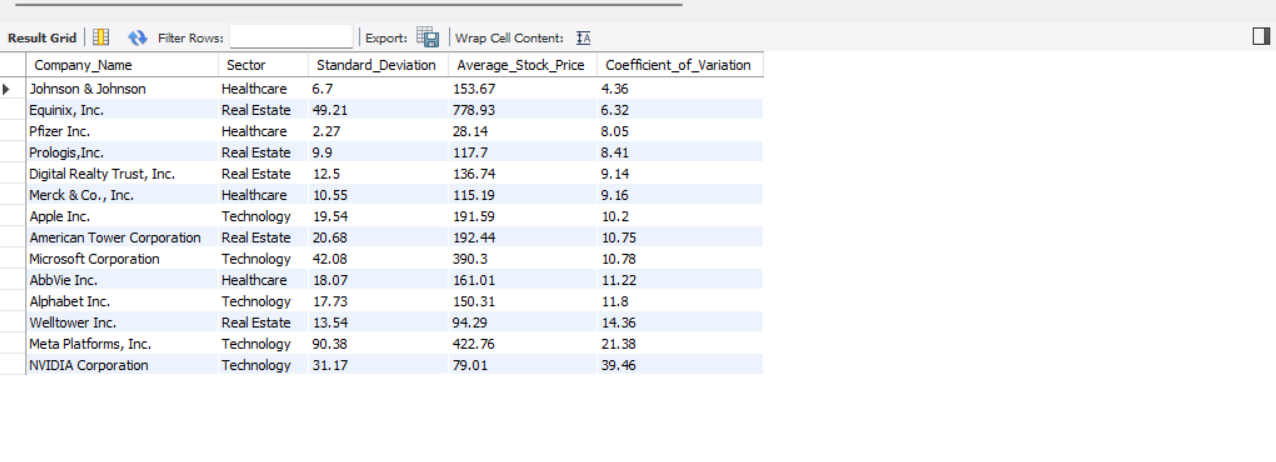 Result Grid Filter Rows: Export: Wrap Cell Content: IA
Company_Name Sector Standard_Deviation Average_Stock_Price Coefficient_of_Variation
Johnson & Johnson Healthcare 6.7 153.67 4.36
Equinix, Inc. Real Estate 49.21 778.93 6.32
Pfizer Inc. Healthcare 2.27 28.14 8.05
Prologis,Inc. Real Estate 9.9 117.7 8.41
Digital Realty Trust, Inc. Real Estate 12.5 136.74 9.14
Merck & Co., Inc. Healthcare 10.55 115.19 9.16
Apple Inc. Technology 19.54 191.59 10.2
American Tower Corporation Real Estate 20.68 192.44 10.75
Microsoft Corporation Technology 42.08 390.3 10.78
AbbVie Inc. Healthcare 18.07 161.01 11.22
Alphabet Inc. Technology 17.73 150.31 11.8
Welltower Inc. Real Estate 13.54 94.29 14.36
Meta Platforms, Inc. Technology 90.38 422.76 21.38
NVIDIA Corporation Technology 31.17 79.01 39.46